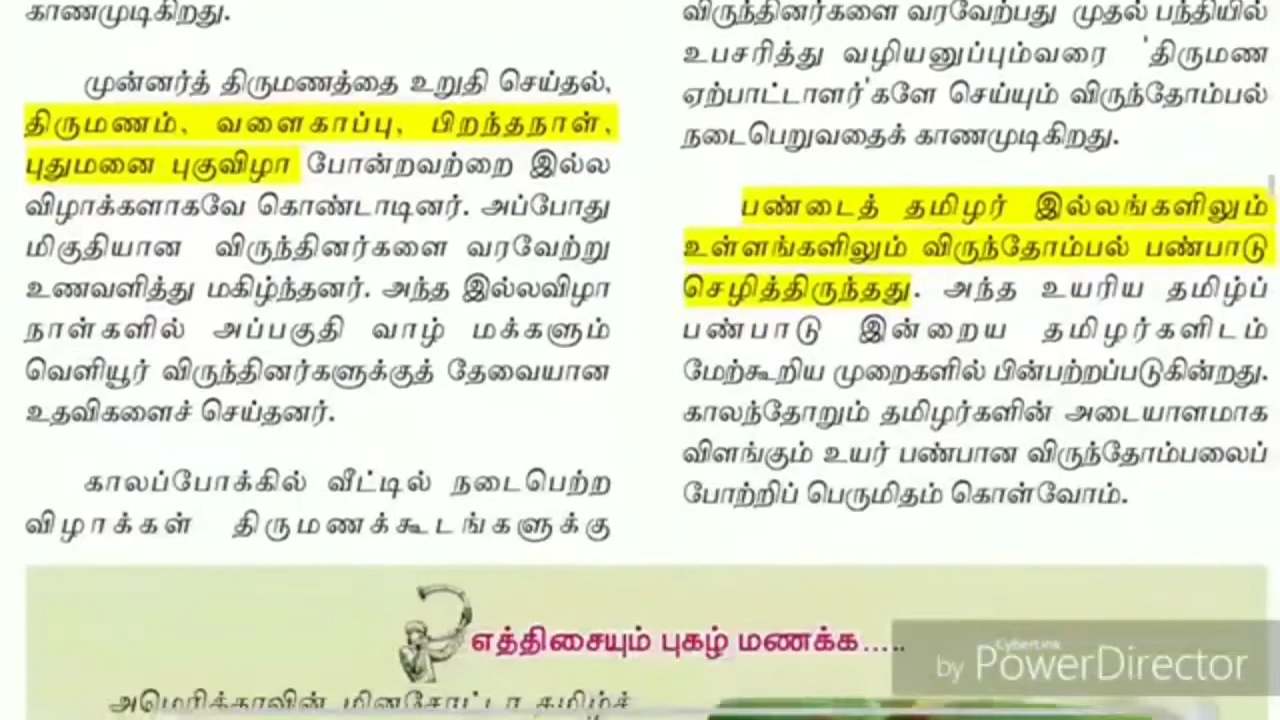 காணமுடிகிறது.
முன்னர்த் திருமணத்தை உறுதி செய்தல்,
திருமணம், வளைகாப்பு, பிறந்தநாள்,
புதுமனை புகுவிழா போன்றவற்றை இல்ல
விழாக்களாகவே கொண்டாடினர். அப்போது
மிகுதியான விருந்தினர்களை வரவேற்று
உணவளித்து மகிழ்ந்தனர். அந்த இல்லவிழா
நாள்களில் அப்பகுதி வாழ் மக்களும்
வெளியூர் விருந்தினர்களுக்குத் தேவையான
உதவிகளைச் செய்தனர்.
காலப்போக்கில் வீட்டில் நடைபெற்ற
விழாக்கள் திருமணக்கூடங்களுக்கு
விருந்தினர்களை வரவேற்பது முதல் பந்தியில்
உபசரித்து வழியனுப்பும்வரை 'திருமண
ஏற்பாட்டாளர்'களே செய்யும் விருந்தோம்பல்
நடைபெறுவதைக் காணமுடிகிறது.
பண்டைத் தமிழர் இல்லங்களிலும்
உள்ளங்களிலும் விருந்தோம்பல் பண்பாடு
செழித்திருந்தது. அந்த உயரிய தமிழ்ப்
பண்பாடு இன்றைய தமிழர்களிடம்
மேற்கூறிய முறைகளில் பின்பற்றப்படுகின்றது.
காலந்தோறும் தமிழர்களின் அடையாளமாக
விளங்கும் உயர் பண்பான விருந்தோம்பலைப்
போற்றிப் பெருமிதம் கொள்வோம்.
எத்திசையும் புகழ் மணக்க.....
அமெரிக்காவின் மினசோட்டா தமிழ்ச்
CyberLink
by PowerDirector